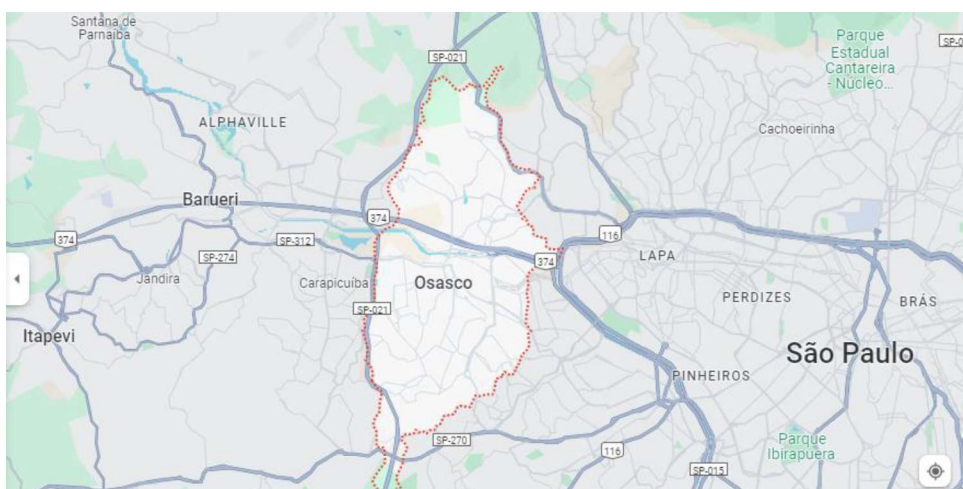 Santana de
Parnaíba
SP-021
Parque
Estadual
Cantareira
- Núcleo...
SP-0
ALPHAVILLE
Cachoeirinha
Barueri
374
374
SP-312
116
SP-274
LAPA
374
Jandira
Carapicuíba
Osasco
PERDIZES
BRÁS
SP-021
Itapevi
São Paulo
PINHEIROS
SP-270
116
Parque
Ibirapuera
SP-015